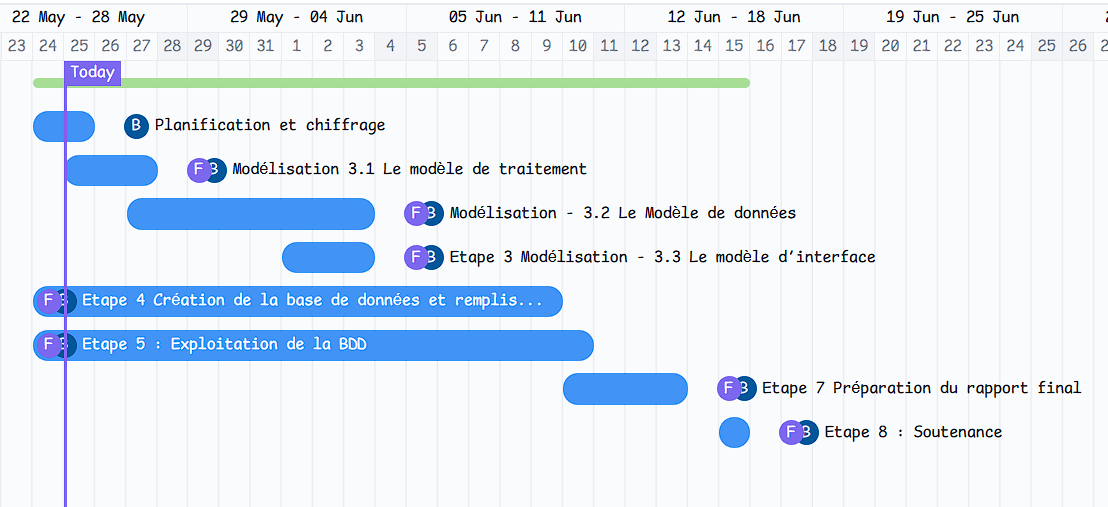 22 May - 28 May 29 May - 04 Jun 05 Jun - 11 Jun 12 Jun - 18 Jun 19 Jun - 25 Jun
23 24 25 26 27 28 29 30 31 1 2 3 4 5 6 7 8 9 10 11 12 13 14 15 16 17 18 19 20 21 22 23 24 25 26
Today
B Planification et chiffrage
F B Modélisation 3.1 Le modèle de traitement
F B Modélisation - 3.2 Le Modèle de données
F B Etape 3 Modélisation - 3.3 Le modèle d'interface
F B Etape 4 Création de la base de données et remplis...
F B Etape 5 : Exploitation de la BDD
F B Etape 7 Préparation du rapport final
F B Etape 8 : Soutenance